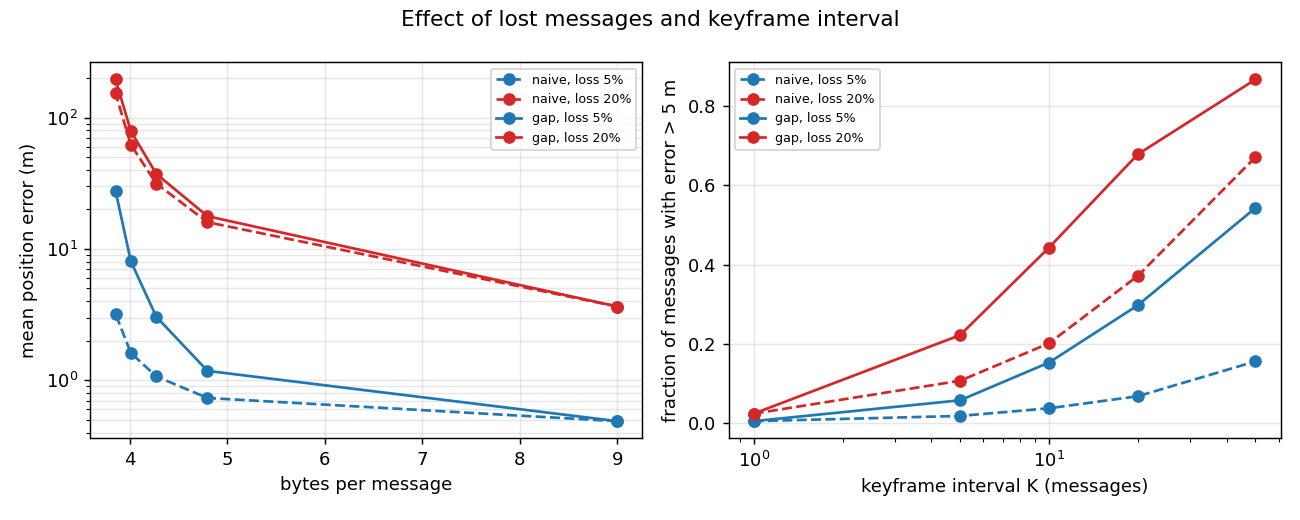 Effect of lost messages and keyframe interval
mean position error (m)
10²
10¹
10⁰
naive, loss 5%
naive, loss 20%
gap, loss 5%
gap, loss 20%
4 5 6 7 8 9
bytes per message
fraction of messages with error > 5 m
0.8
0.6
0.4
0.2
0.0
naive, loss 5%
naive, loss 20%
gap, loss 5%
gap, loss 20%
10⁰ 10¹
keyframe interval K (messages)